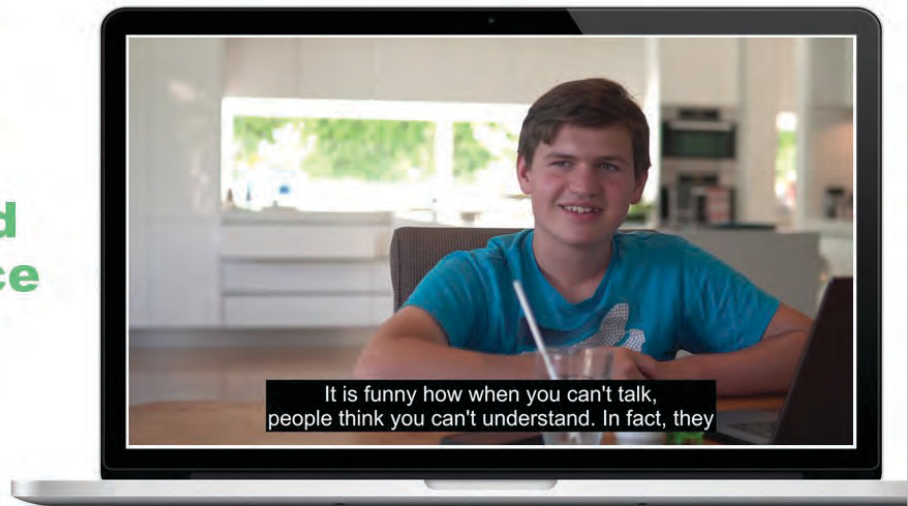 It is funny how when you can't talk,
people think you can't understand. In fact, they